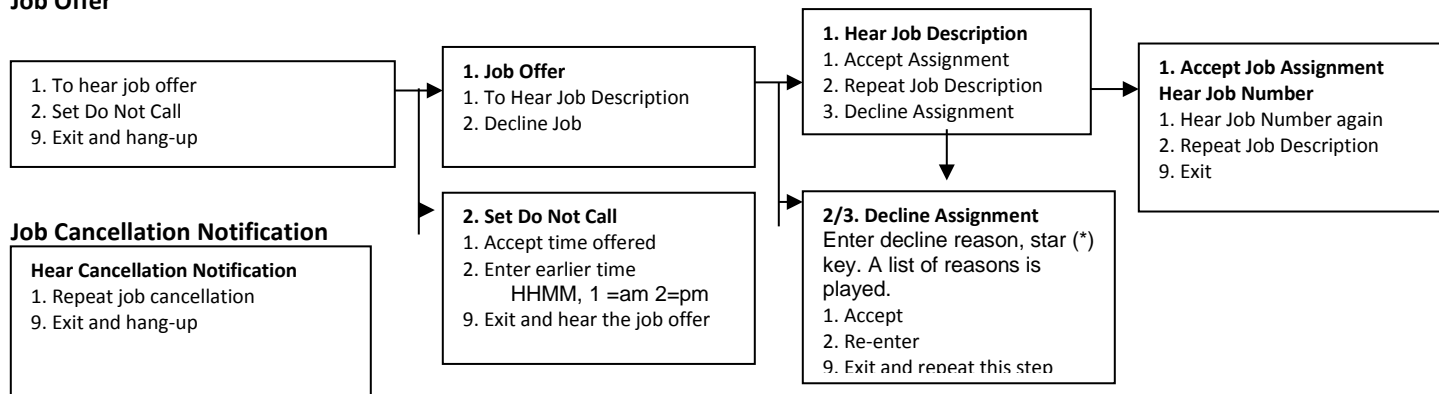 Job Offer
1. To hear job offer
2. Set Do Not Call
9. Exit and hang-up
1. Job Offer
1. To Hear Job Description
2. Decline Job
1. Hear Job Description
1. Accept Assignment
2. Repeat Job Description
3. Decline Assignment
1. Accept Job Assignment
Hear Job Number
1. Hear Job Number again
2. Repeat Job Description
9. Exit
2. Set Do Not Call
1. Accept time offered
2. Enter earlier time
HHMM, 1 =am 2=pm
9. Exit and hear the job offer
2/3. Decline Assignment
Enter decline reason, star (*)
key. A list of reasons is
played.
1. Accept
2. Re-enter
9. Exit and repeat this step
Job Cancellation Notification
Hear Cancellation Notification
1. Repeat job cancellation
9. Exit and hang-up